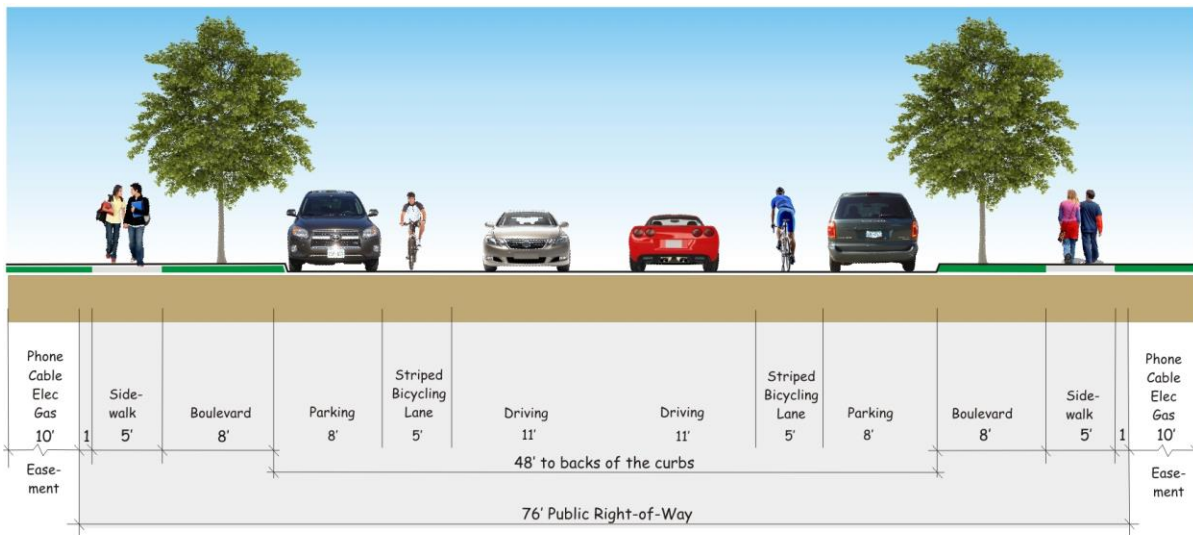 Phone
Cable
Elec
Gas
10'
Ease-
ment
1
Side-
walk
5'
Boulevard
8'
Parking
8'
Striped
Bicycling
Lane
5'
Driving
11'
Driving
11'
Striped
Bicycling
Lane
5'
Parking
8'
Boulevard
8'
Side-
walk
5'
1
Phone
Cable
Elec
Gas
10'
Ease-
ment
48' to backs of the curbs
76' Public Right-of-Way